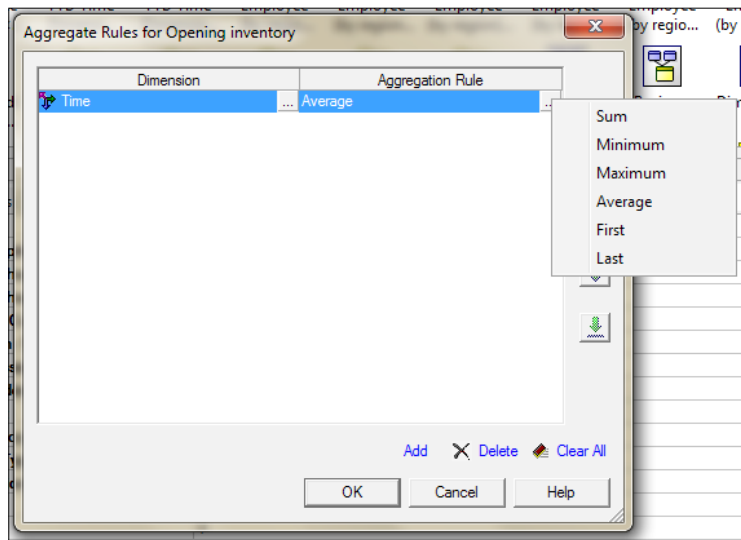 Aggregate Rules for Opening inventory
by regio... (by
Dimension Aggregation Rule
Time ... Average ...
Sum
Minimum
Maximum
Average
First
Last
Add Delete Clear All
OK Cancel Help